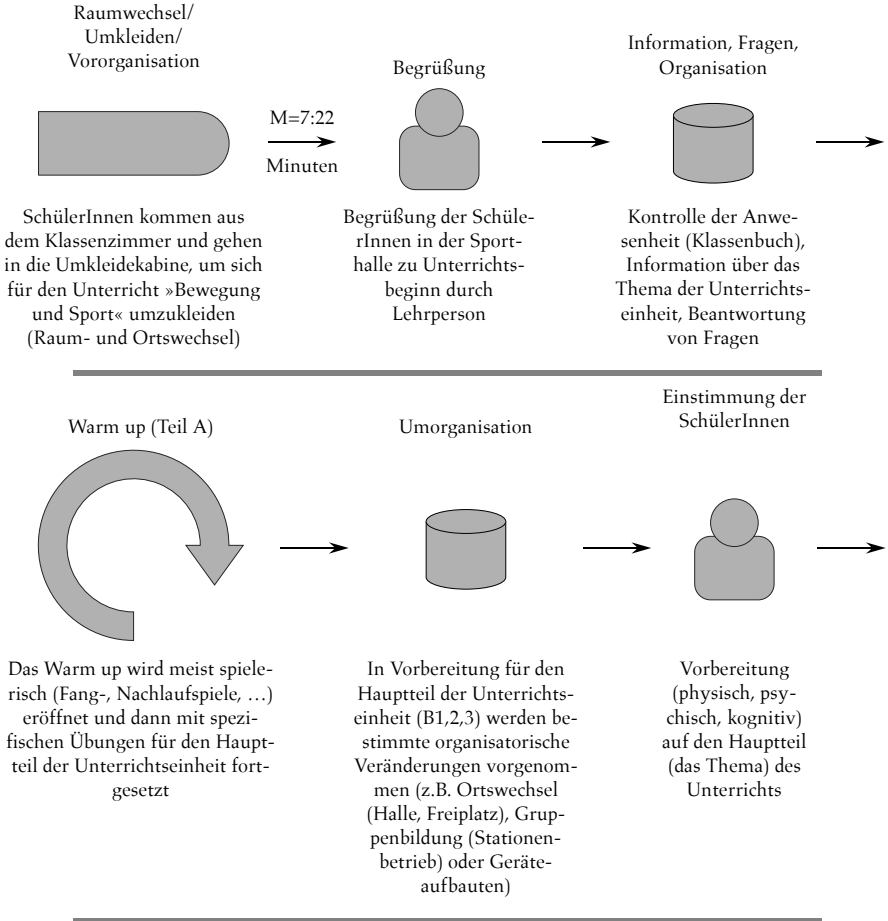 Raumwechsel/
Umkleiden/
Vororganisation
Begrüßung
Information, Fragen,
Organisation
M=7:22
Minuten
SchülerInnen kommen aus
dem Klassenzimmer und gehen
in die Umkleidekabine, um sich
für den Unterricht »Bewegung
und Sport« umzukleiden
(Raum- und Ortswechsel)
Begrüßung der Schüle-
rInnen in der Sport-
halle zu Unterrichts-
beginn durch
Lehrperson
Kontrolle der Anwe-
senheit (Klassenbuch),
Information über das
Thema der Unterrichts-
einheit, Beantwortung
von Fragen
Warm up (Teil A)
Umorganisation
Einstimmung der
SchülerInnen
Das Warm up wird meist spiele-
risch (Fang-, Nachlaufspiele, …)
eröffnet und dann mit spezi-
fischen Übungen für den Haupt-
teil der Unterrichtseinheit fort-
gesetzt
In Vorbereitung für den
Hauptteil der Unterrichts-
einheit (B1,2,3) werden be-
stimmte organisatorische
Veränderungen vorgenom-
men (z.B. Ortswechsel
(Halle, Freiplatz), Grup-
penbildung (Stationen-
betrieb) oder Geräte-
aufbauten)
Vorbereitung
(physisch, psy-
chisch, kognitiv)
auf den Hauptteil
(das Thema) des
Unterrichts